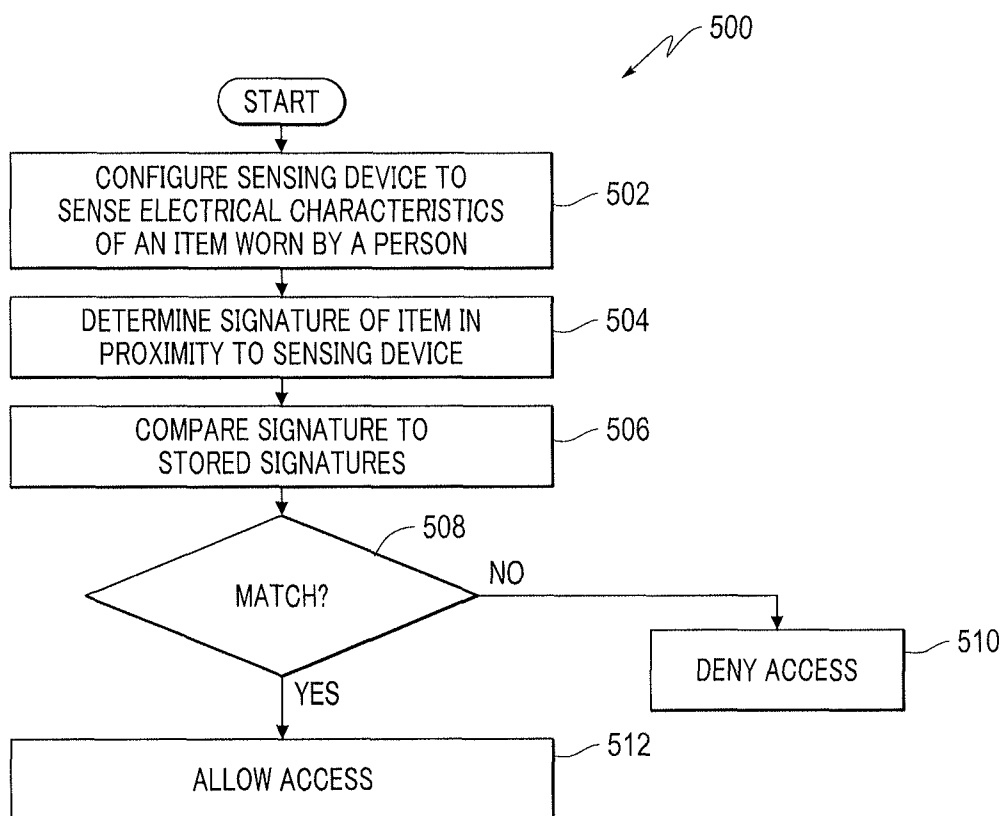 500
START
CONFIGURE SENSING DEVICE TO
SENSE ELECTRICAL CHARACTERISTICS
OF AN ITEM WORN BY A PERSON
502
DETERMINE SIGNATURE OF ITEM IN
PROXIMITY TO SENSING DEVICE
504
COMPARE SIGNATURE TO
STORED SIGNATURES
506
508
MATCH?
NO
DENY ACCESS
510
YES
ALLOW ACCESS
512